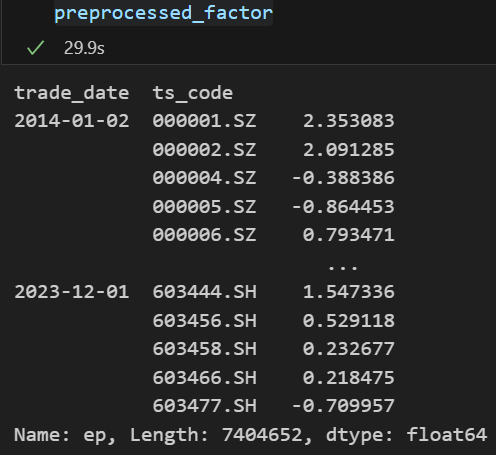 preprocessed_factor
29.9s
trade_date ts_code
2014-01-02 000001.SZ 2.353083
000002.SZ 2.091285
000004.SZ -0.388386
000005.SZ -0.864453
000006.SZ 0.793471
...
2023-12-01 603444.SH 1.547336
603456.SH 0.529118
603458.SH 0.232677
603466.SH 0.218475
603477.SH -0.709957
Name: ep, Length: 7404652, dtype: float64